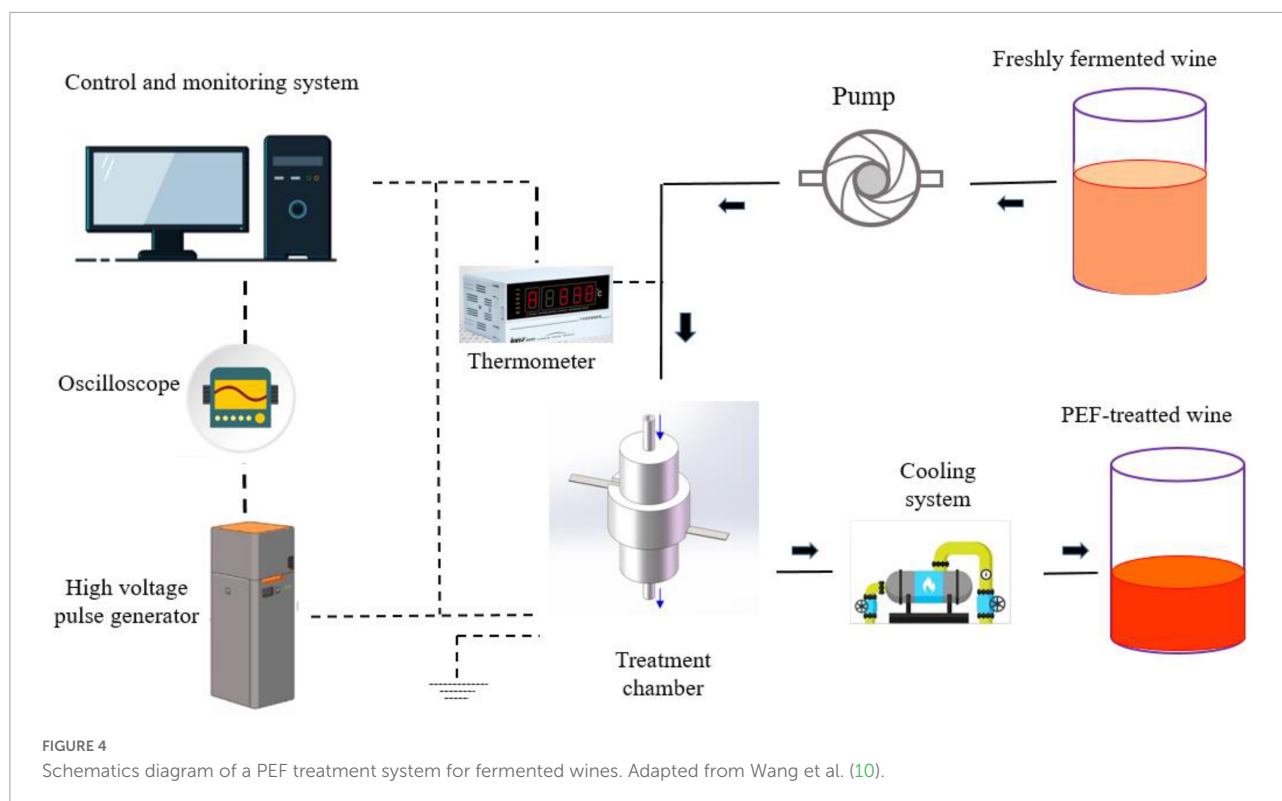 Control and monitoring system
Freshly fermented wine
Pump
Thermometer
Oscilloscope
PEF-treatted wine
Cooling
system
High voltage
pulse generator
Treatment
chamber
FIGURE 4
Schematics diagram of a PEF treatment system for fermented wines. Adapted from Wang et al. (10).